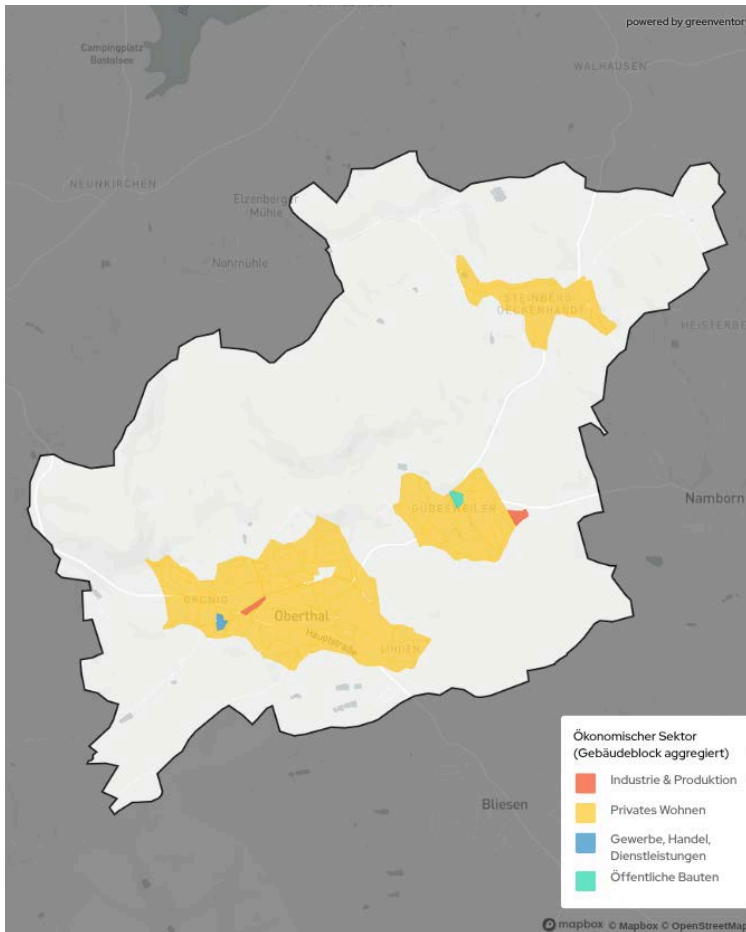 powered by greenventory
Campingplatz
Bostalsee
WALHAUSEN
NEUNKIRCHEN
Elzenberger
Mühle
Nohmühle
STEINBERG-
DECKENHARDT
HEISTERBE
Namborn
GÜDESWEILER
GRONIG
Oberthal
Hauptstraße
LINDEN
Bliesen
Ökonomischer Sektor
(Gebäudeblock aggregiert)
Industrie & Produktion
Privates Wohnen
Gewerbe, Handel,
Dienstleistungen
Öffentliche Bauten
mapbox © Mapbox © OpenStreetMap